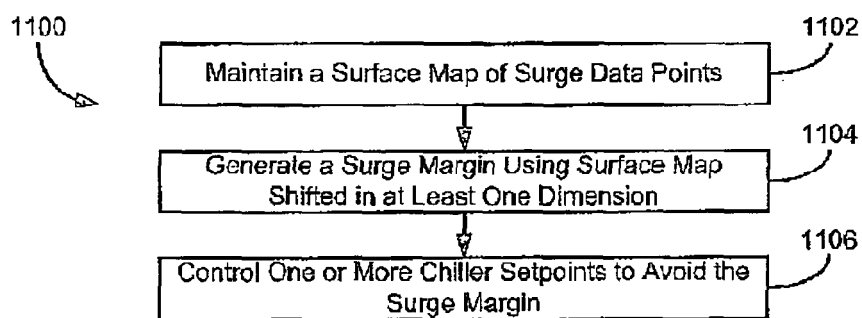 1100
1102
Maintain a Surface Map of Surge Data Points
1104
Generate a Surge Margin Using Surface Map
Shifted in at Least One Dimension
1106
Control One or More Chiller Setpoints to Avoid the
Surge Margin